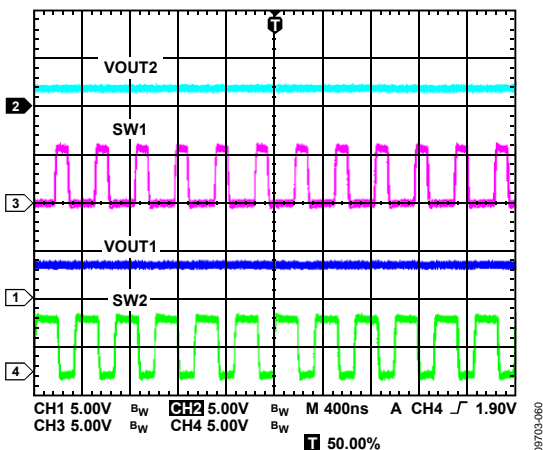 T
VOUT2
2
SW1
3
VOUT1
1
SW2
4
CH1 5.00V BW CH2 5.00V BW M 400ns A CH4 1.90V
CH3 5.00V BW CH4 5.00V BW
T 50.00%
09703-060